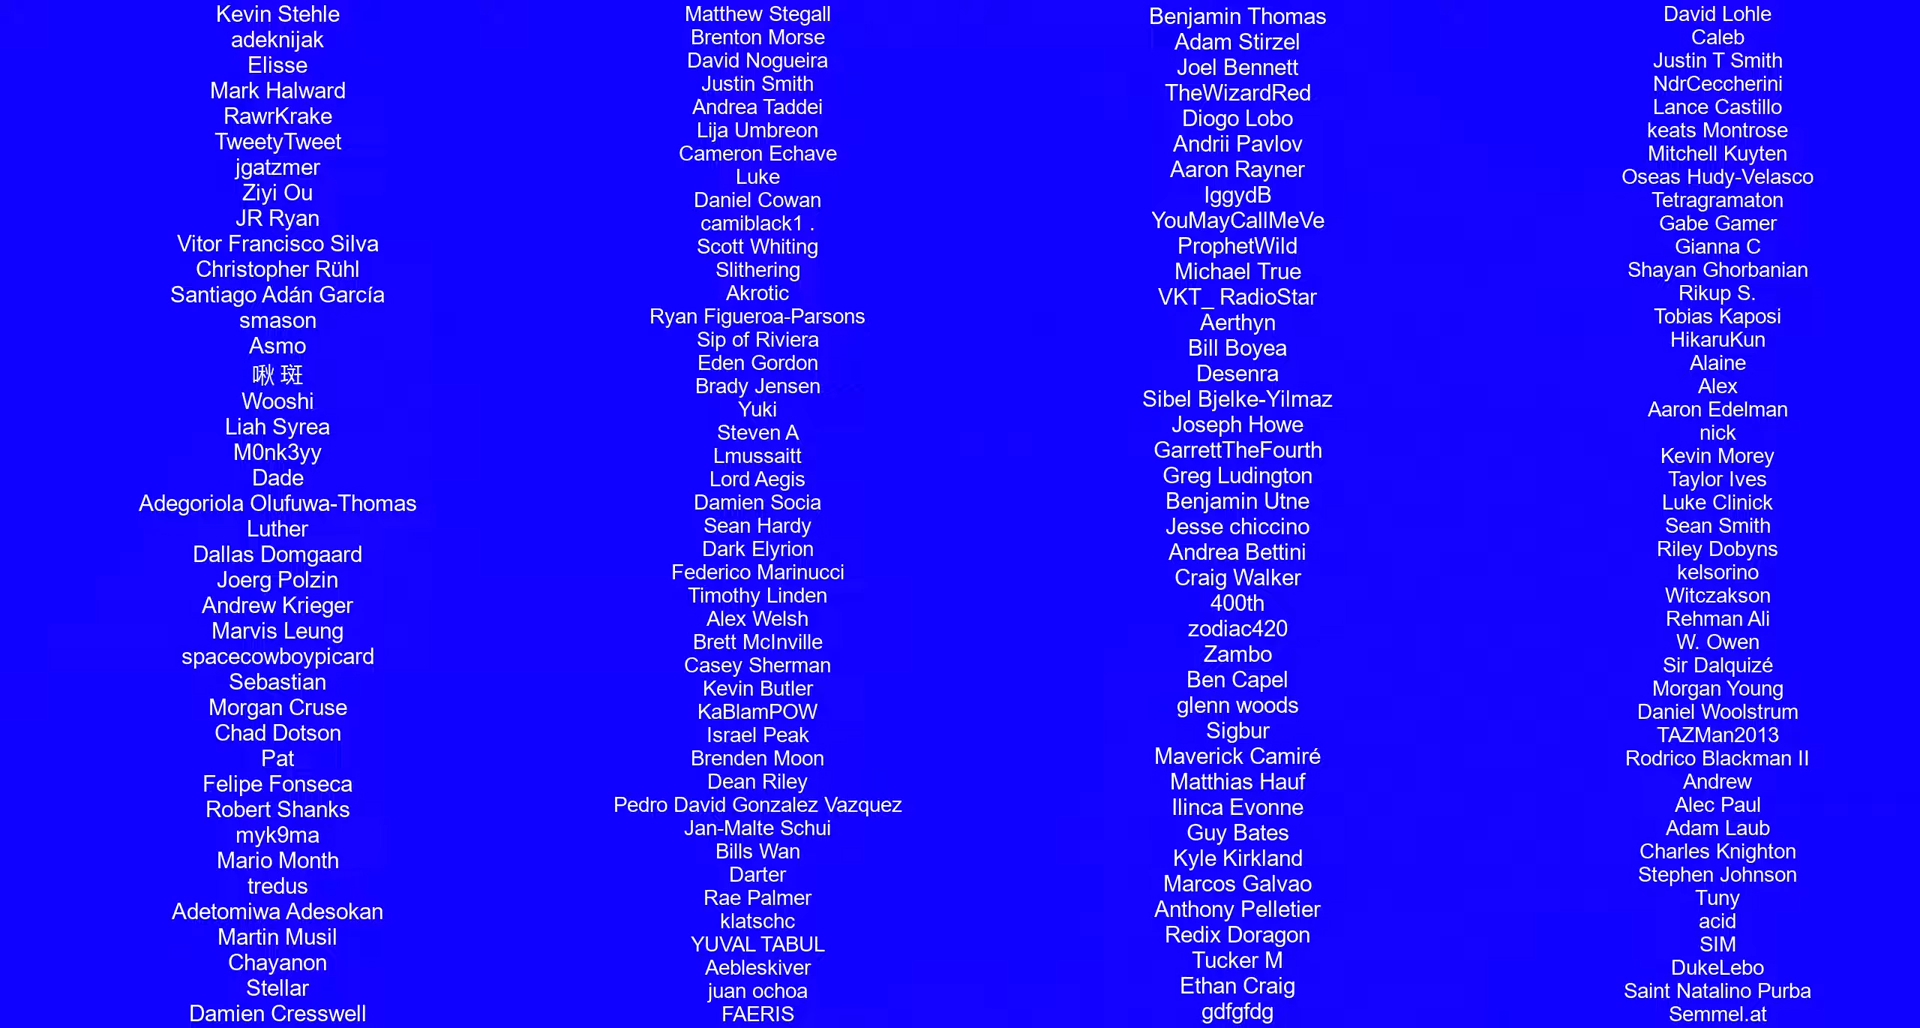 Kevin Stehle
adeknijak
Elisse
Mark Halward
RawrKrake
TweetyTweet
jgatzmer
Ziyi Ou
JR Ryan
Vitor Francisco Silva
Christopher Rühl
Santiago Adán García
smason
Asmo
啾 斑
Wooshi
Liah Syrea
M0nk3yy
Dade
Adegoriola Olufuwa-Thomas
Luther
Dallas Domgaard
Joerg Polzin
Andrew Krieger
Marvis Leung
spacecowboypicard
Sebastian
Morgan Cruse
Chad Dotson
Pat
Felipe Fonseca
Robert Shanks
myk9ma
Mario Month
tredus
Adetomiwa Adesokan
Martin Musil
Chayanon
Stellar
Damien Cresswell
Matthew Stegall
Brenton Morse
David Nogueira
Justin Smith
Andrea Taddei
Lija Umbreon
Cameron Echave
Luke
Daniel Cowan
camiblack1 .
Scott Whiting
Slithering
Akrotic
Ryan Figueroa-Parsons
Sip of Riviera
Eden Gordon
Brady Jensen
Yuki
Steven A
Lmussaitt
Lord Aegis
Damien Socia
Sean Hardy
Dark Elyrion
Federico Marinucci
Timothy Linden
Alex Welsh
Brett McInville
Casey Sherman
Kevin Butler
KaBlamPOW
Israel Peak
Brenden Moon
Dean Riley
Pedro David Gonzalez Vazquez
Jan-Malte Schui
Bills Wan
Darter
Rae Palmer
klatschc
YUVAL TABUL
Aebleskiver
juan ochoa
FAERIS
Benjamin Thomas
Adam Stirzel
Joel Bennett
TheWizardRed
Diogo Lobo
Andrii Pavlov
Aaron Rayner
IggydB
YouMayCallMeVe
ProphetWild
Michael True
VKT_ RadioStar
Aerthyn
Bill Boyea
Desenra
Sibel Bjelke-Yilmaz
Joseph Howe
GarrettTheFourth
Greg Ludington
Benjamin Utne
Jesse chiccino
Andrea Bettini
Craig Walker
400th
zodiac420
Zambo
Ben Capel
glenn woods
Sigbur
Maverick Camiré
Matthias Hauf
Ilinca Evonne
Guy Bates
Kyle Kirkland
Marcos Galvao
Anthony Pelletier
Redix Doragon
Tucker M
Ethan Craig
gdfgfdg
David Lohle
Caleb
Justin T Smith
NdrCeccherini
Lance Castillo
keats Montrose
Mitchell Kuyten
Oseas Hudy-Velasco
Tetragramaton
Gabe Gamer
Gianna C
Shayan Ghorbanian
Rikup S.
Tobias Kaposi
HikaruKun
Alaine
Alex
Aaron Edelman
nick
Kevin Morey
Taylor Ives
Luke Clinick
Sean Smith
Riley Dobyns
kelsorino
Witczakson
Rehman Ali
W. Owen
Sir Dalquizé
Morgan Young
Daniel Woolstrum
TAZMan2013
Rodrico Blackman II
Andrew
Alec Paul
Adam Laub
Charles Knighton
Stephen Johnson
Tuny
acid
SIM
DukeLebo
Saint Natalino Purba
Semmel.at